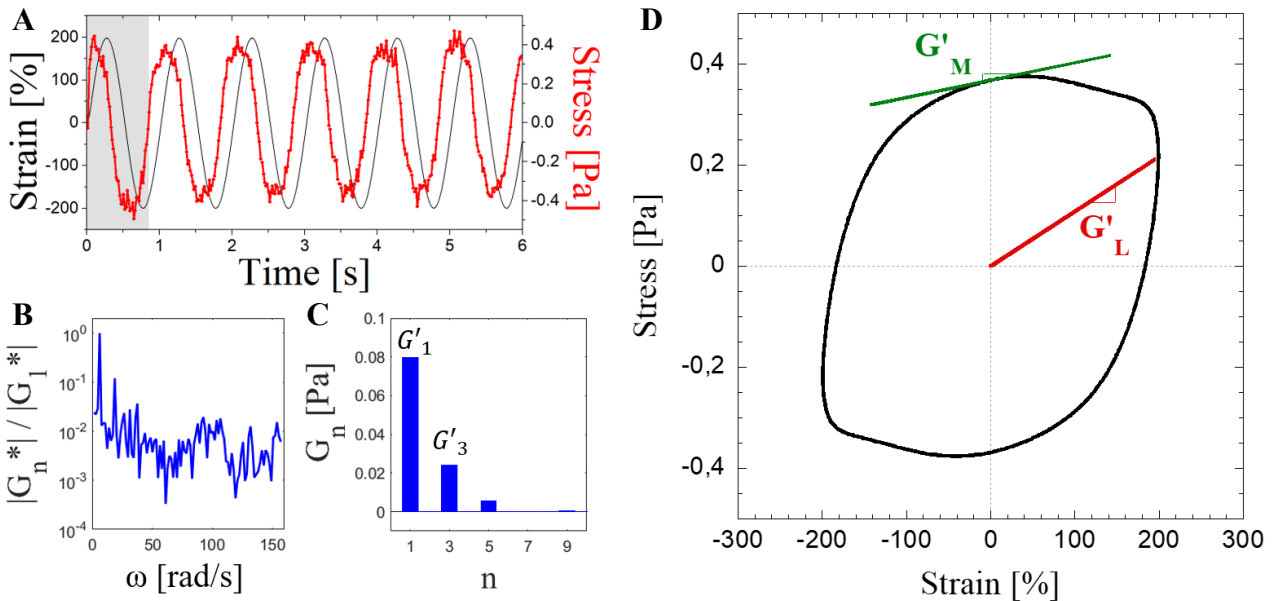 A
Strain [%]
200
100
0
-100
-200
0.4
0.2
0.0
-0.2
-0.4
Stress [Pa]
0 1 2 3 4 5 6
Time [s]
B
|Gn*| / |G1*|
10^0
10^-1
10^-2
10^-3
10^-4
0 50 100 150
ω [rad/s]
C
Gn [Pa]
0.1
0.08
0.06
0.04
0.02
0
G′1
G′3
1 3 5 7 9
n
D
Stress [Pa]
0,4
0,2
0
-0,2
-0,4
G'M
G'L
-300 -200 -100 0 100 200 300
Strain [%]